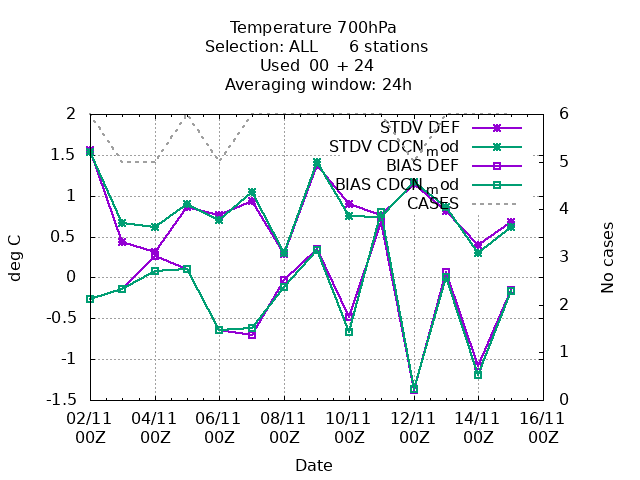 Temperature 700hPa
Selection: ALL      6 stations
Used  00  + 24
Averaging window: 24h
2
1.5
1
0.5
0
-0.5
-1
-1.5
deg C
6
5
4
3
2
1
0
No cases
STDV DEF
STDV CDCN_mod
BIAS DEF
BIAS CDCN_mod
CASES
02/11 04/11 06/11 08/11 10/11 12/11 14/11 16/11
00Z 00Z 00Z 00Z 00Z 00Z 00Z 00Z
Date